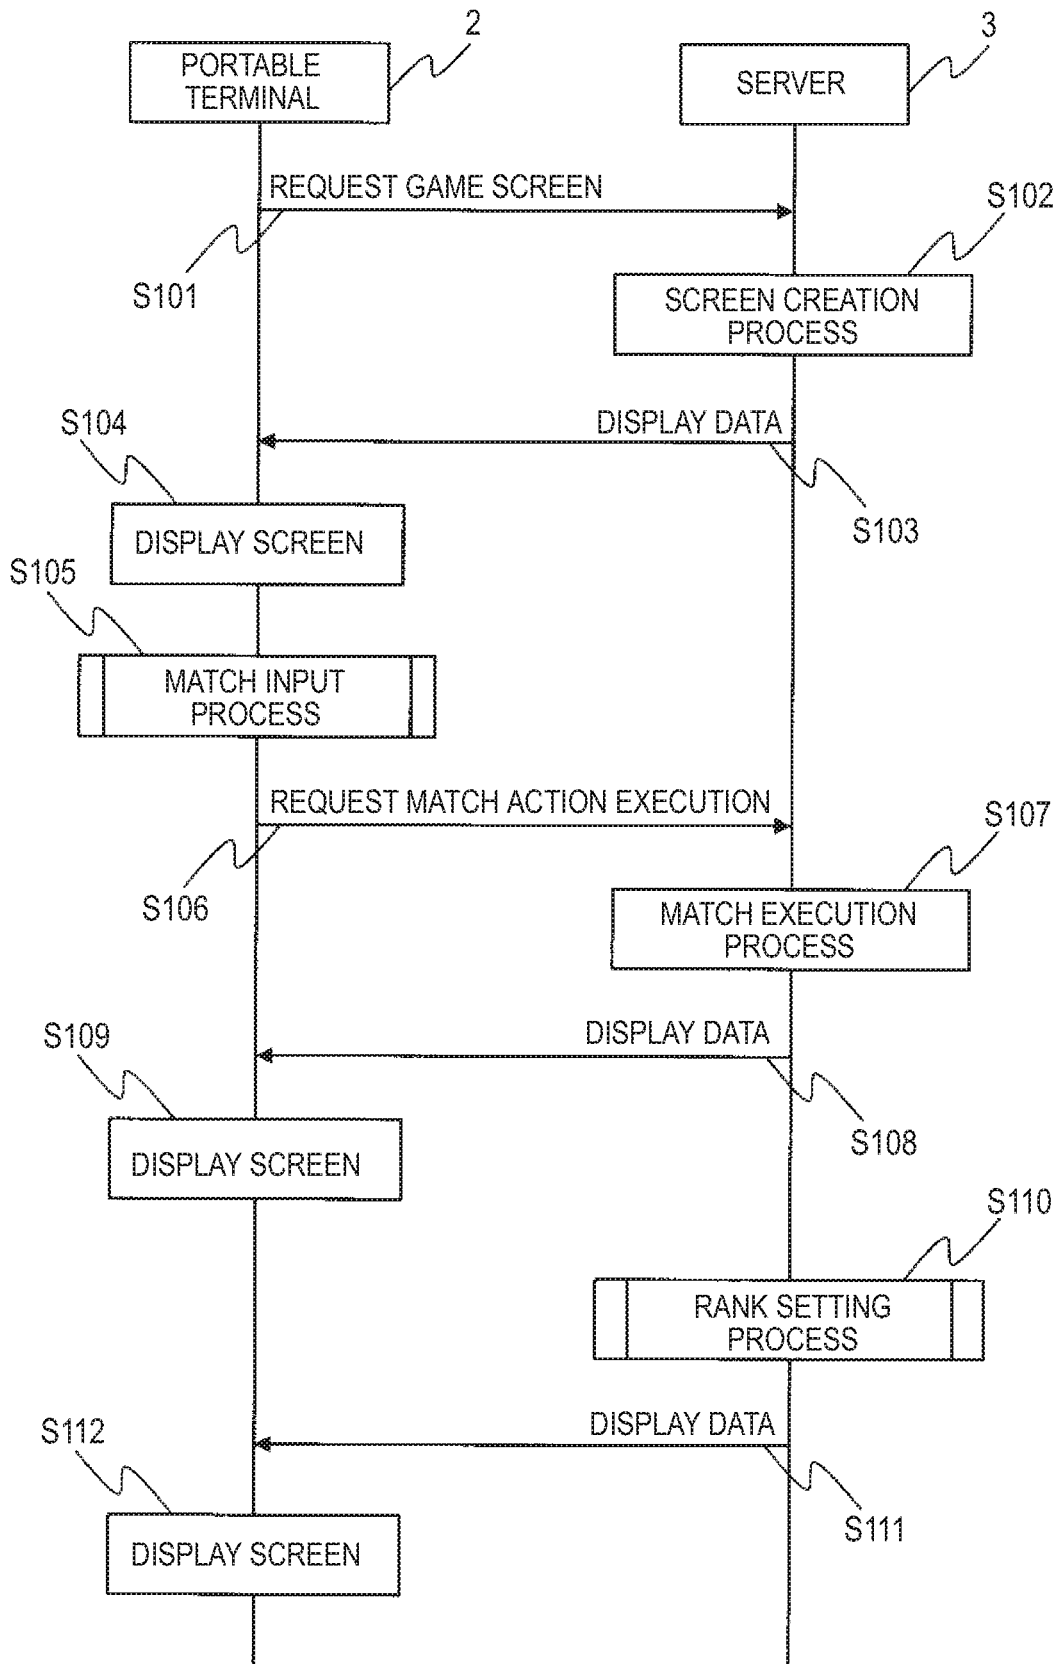 2
3
PORTABLE
TERMINAL
SERVER
REQUEST GAME SCREEN
S102
S101
SCREEN CREATION
PROCESS
S104
DISPLAY DATA
S103
DISPLAY SCREEN
S105
MATCH INPUT
PROCESS
REQUEST MATCH ACTION EXECUTION
S107
S106
MATCH EXECUTION
PROCESS
S109
DISPLAY DATA
S108
DISPLAY SCREEN
S110
RANK SETTING
PROCESS
S112
DISPLAY DATA
S111
DISPLAY SCREEN